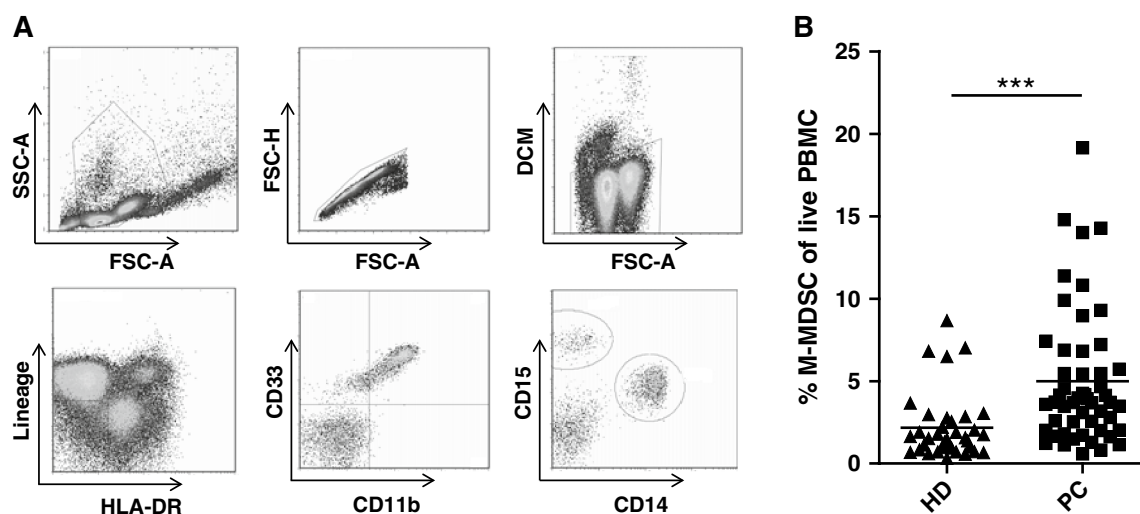 A
SSC-A
FSC-A
FSC-H
FSC-A
DCM
FSC-A
Lineage
HLA-DR
CD33
CD11b
CD15
CD14
B
% M-MDSC of live PBMC
25
20
15
10
5
0
***
HD
PC